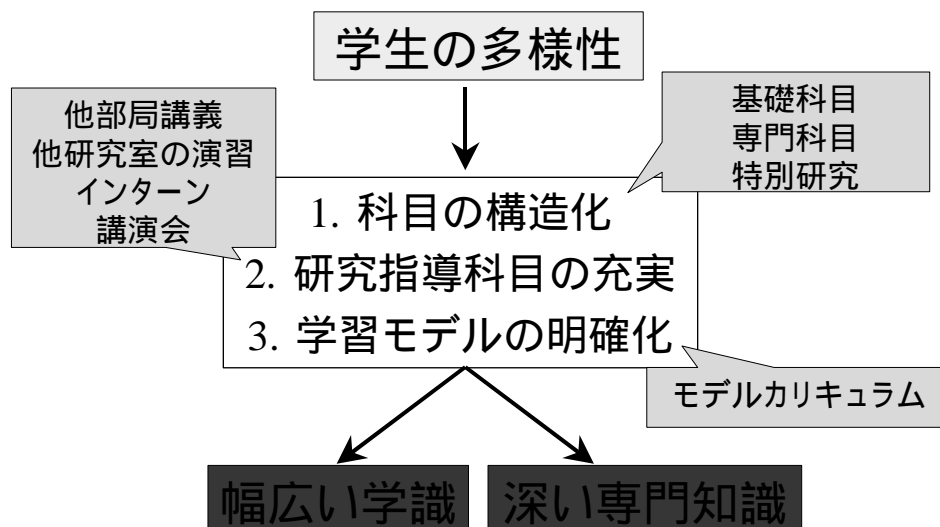 学生の多様性
他部局講義
他研究室の演習
インターン
講演会
基礎科目
専門科目
特別研究
1. 科目の構造化
2. 研究指導科目の充実
3. 学習モデルの明確化
モデルカリキュラム
幅広い学識
深い専門知識